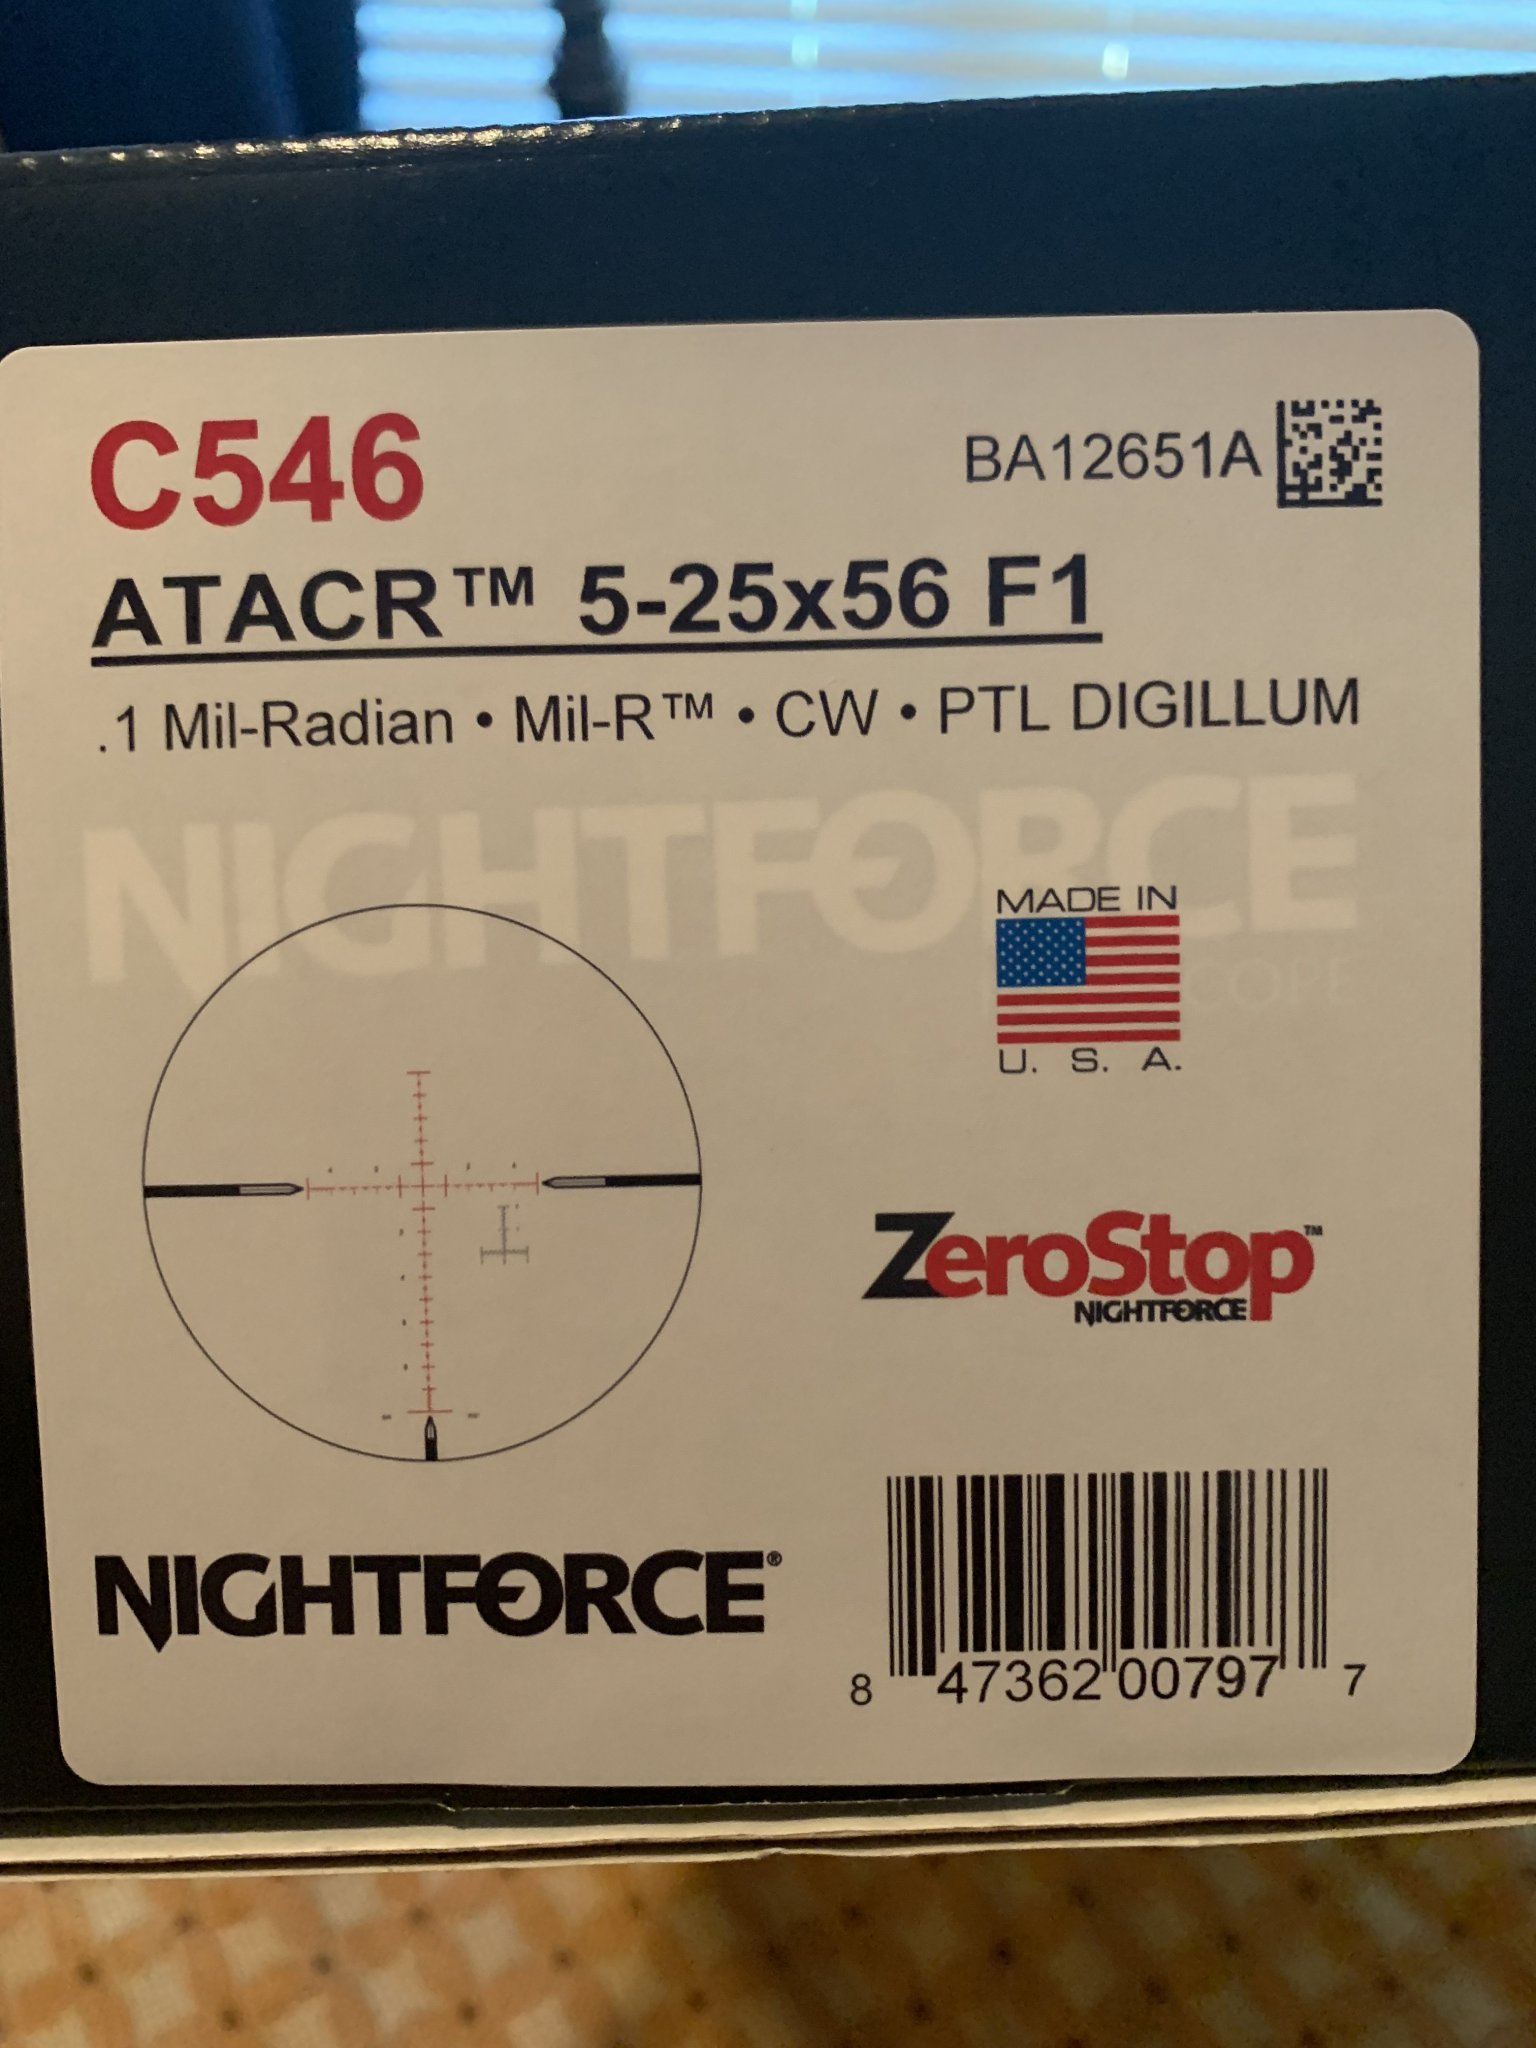 C546
BA12651A
ATACR™ 5-25x56 F1
.1 Mil-Radian • Mil-R™ • CW • PTL DIGILLUM
NIGHTFORCE
MADE IN
U. S. A.
ZeroStop™
NIGHTFORCE
NIGHTFORCE®
8 47362 00797 7